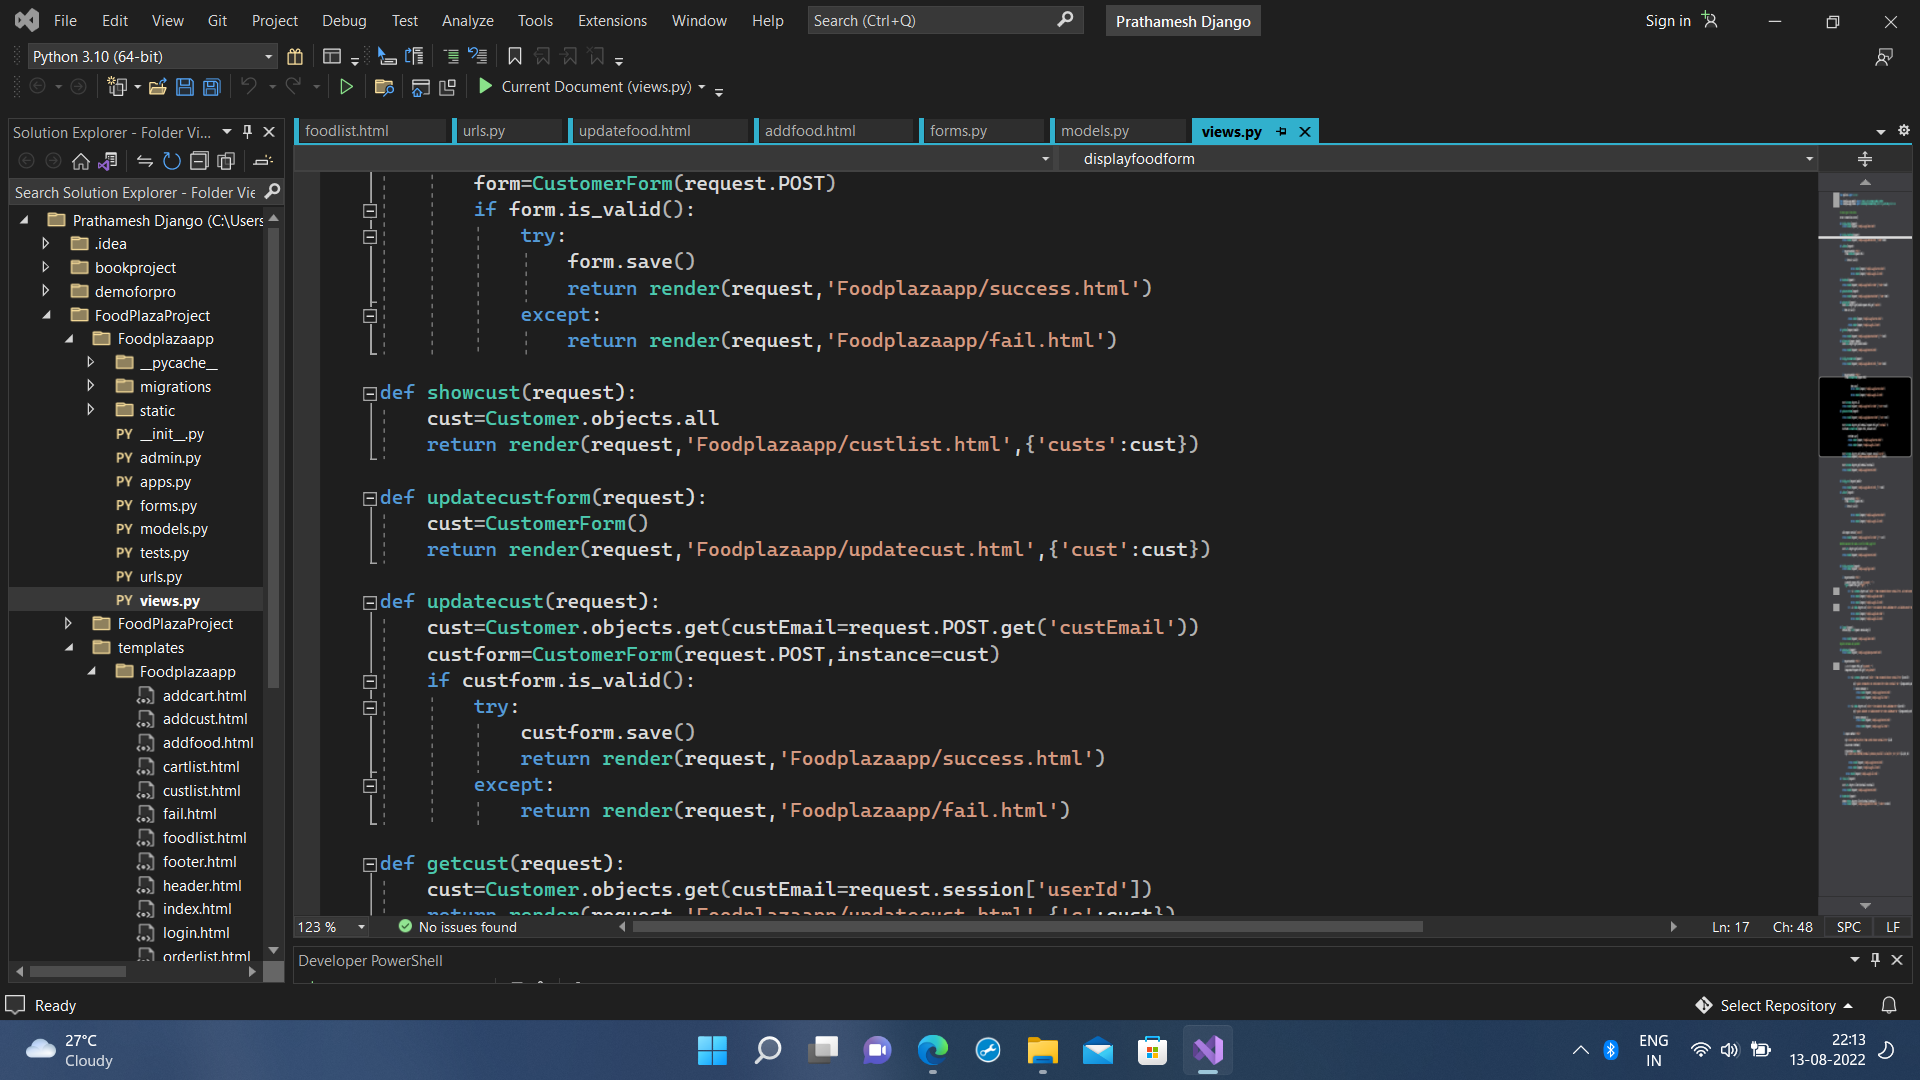 File Edit View Git Project Debug Test Analyze Tools Extensions Window Help Search (Ctrl+Q) Prathamesh Django Sign in
Python 3.10 (64-bit)
Current Document (views.py)
Solution Explorer - Folder Vi...
Search Solution Explorer - Folder Vie
Prathamesh Django (C:\Users
.idea
bookproject
demoforpro
FoodPlazaProject
Foodplazaapp
__pycache__
migrations
static
PY __init__.py
PY admin.py
PY apps.py
PY forms.py
PY models.py
PY tests.py
PY urls.py
PY views.py
FoodPlazaProject
templates
Foodplazaapp
addcart.html
addcust.html
addfood.html
cartlist.html
custlist.html
fail.html
foodlist.html
footer.html
header.html
index.html
login.html
orderlist.html
foodlist.html urls.py updatefood.html addfood.html forms.py models.py views.py
displayfoodform
form=CustomerForm(request.POST)
if form.is_valid():
try:
form.save()
return render(request,'Foodplazaapp/success.html')
except:
return render(request,'Foodplazaapp/fail.html')
def showcust(request):
cust=Customer.objects.all
return render(request,'Foodplazaapp/custlist.html',{'custs':cust})
def updatecustform(request):
cust=CustomerForm()
return render(request,'Foodplazaapp/updatecust.html',{'cust':cust})
def updatecust(request):
cust=Customer.objects.get(custEmail=request.POST.get('custEmail'))
custform=CustomerForm(request.POST,instance=cust)
if custform.is_valid():
try:
custform.save()
return render(request,'Foodplazaapp/success.html')
except:
return render(request,'Foodplazaapp/fail.html')
def getcust(request):
cust=Customer.objects.get(custEmail=request.session['userId'])
return render(request,'Foodplazaapp/updatecust.html',{'c':cust})
123 % No issues found Ln: 17 Ch: 48 SPC LF
Developer PowerShell
Ready Select Repository
27°C
Cloudy
ENG
IN
22:13
13-08-2022